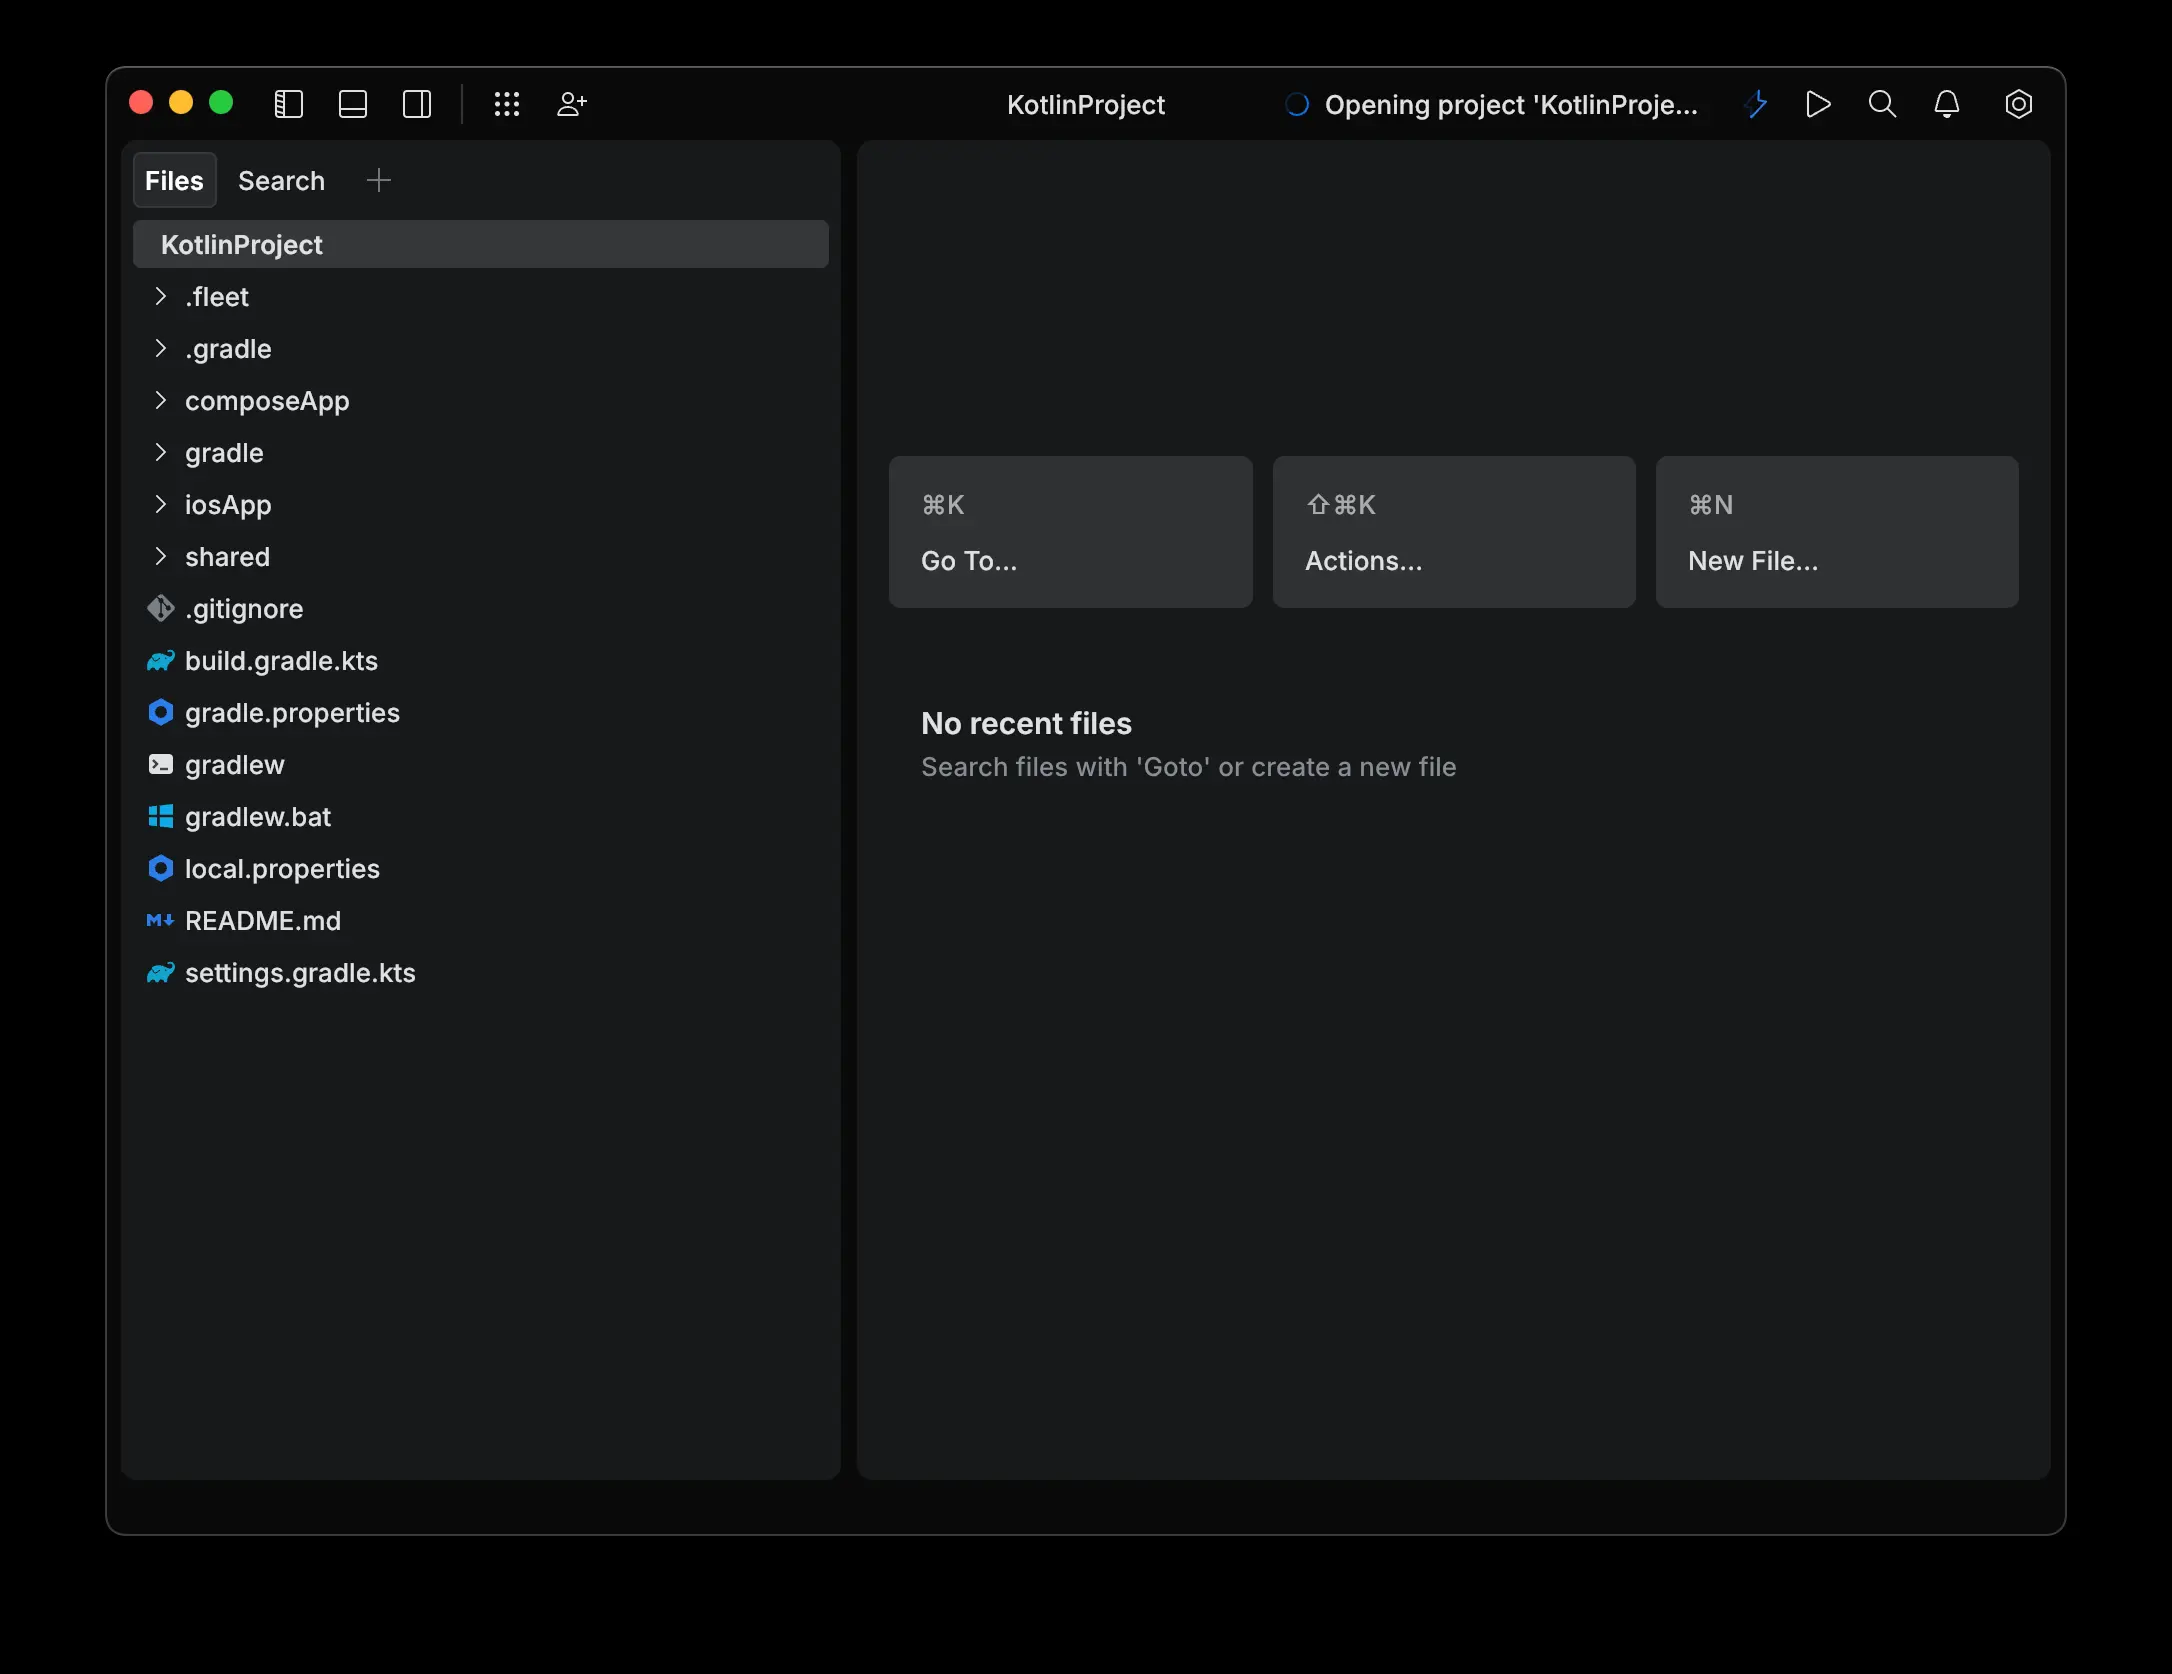 KotlinProject
Opening project 'KotlinProje...
Files Search
KotlinProject
.fleet
.gradle
composeApp
gradle
iosApp
shared
.gitignore
build.gradle.kts
gradle.properties
gradlew
gradlew.bat
local.properties
README.md
settings.gradle.kts
⌘K
Go To...
⇧⌘K
Actions...
⌘N
New File...
No recent files
Search files with 'Goto' or create a new file